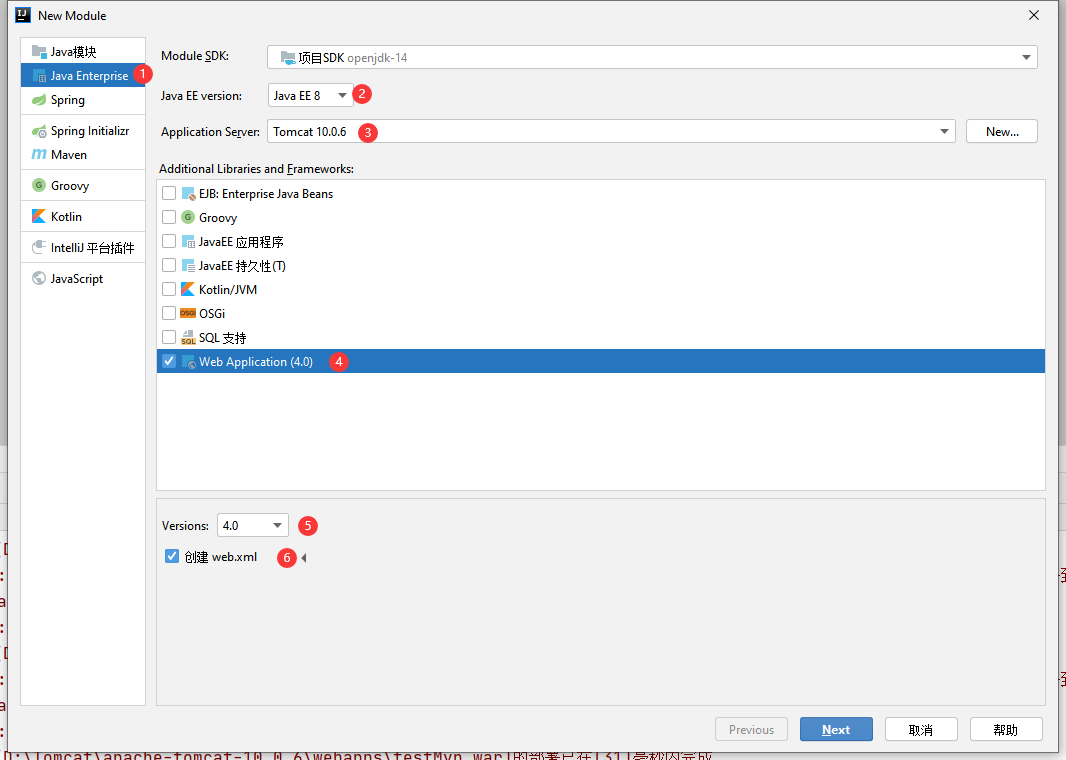 New Module
Java模块
Java Enterprise 1
Spring
Spring Initializr
Maven
Groovy
Kotlin
IntelliJ 平台插件
JavaScript
Module SDK: 项目SDK openjdk-14
Java EE version: Java EE 8 2
Application Server: Tomcat 10.0.6 3 New...
Additional Libraries and Frameworks:
EJB: Enterprise Java Beans
Groovy
JavaEE 应用程序
JavaEE 持久性(T)
Kotlin/JVM
OSGi
SQL 支持
Web Application (4.0) 4
Versions: 4.0 5
创建 web.xml 6
Previous Next 取消 帮助
D:\Tomcat\apache-tomcat-10.0.6\webapps\testMvn.war]的部署已在[31]毫秒内完成